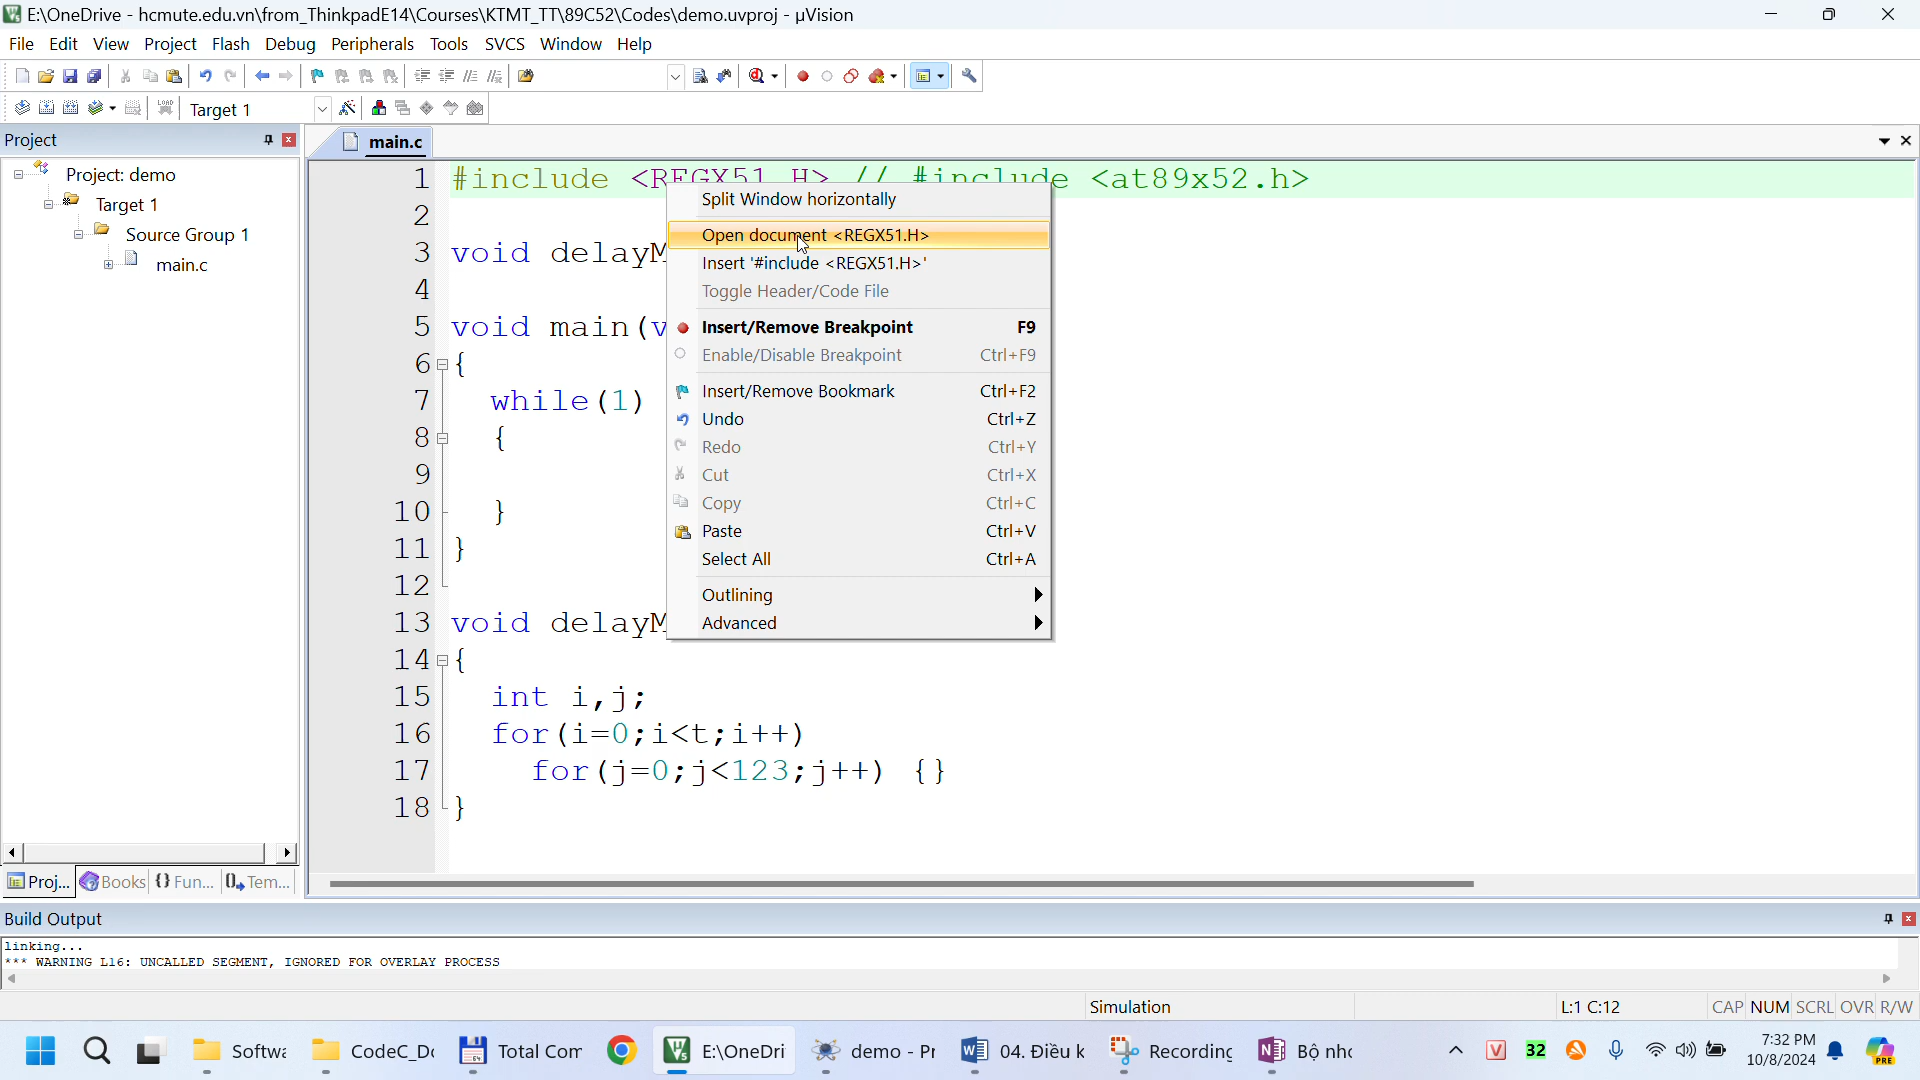 E:\OneDrive - hcmute.edu.vn\from_ThinkpadE14\Courses\KTMT_TT\89C52\Codes\demo.uvproj - µVision
File Edit View Project Flash Debug Peripherals Tools SVCS Window Help
LOAD Target 1
Project
main.c
Project: demo
Target 1
Source Group 1
main.c
1 #include <REGX51.H> // #include <at89x52.h>
2
3 void delayM
4
5 void main(v
6 {
7 while(1)
8 {
9
10 }
11 }
12
13 void delayM
14 {
15 int i,j;
16 for(i=0;i<t;i++)
17 for(j=0;j<123;j++) {}
18 }
Split Window horizontally
Open document <REGX51.H>
Insert '#include <REGX51.H>'
Toggle Header/Code File
Insert/Remove Breakpoint F9
Enable/Disable Breakpoint Ctrl+F9
Insert/Remove Bookmark Ctrl+F2
Undo Ctrl+Z
Redo Ctrl+Y
Cut Ctrl+X
Copy Ctrl+C
Paste Ctrl+V
Select All Ctrl+A
Outlining
Advanced
Proj... Books {} Fun... Tem...
Build Output
linking...
*** WARNING L16: UNCALLED SEGMENT, IGNORED FOR OVERLAY PROCESS
Simulation L:1 C:12 CAP NUM SCRL OVR R/W
Softwa CodeC_Do Total Com E:\OneDri demo - Pr 04. Điều k Recording Bộ nhớ 32 7:32 PM
10/8/2024 PRE